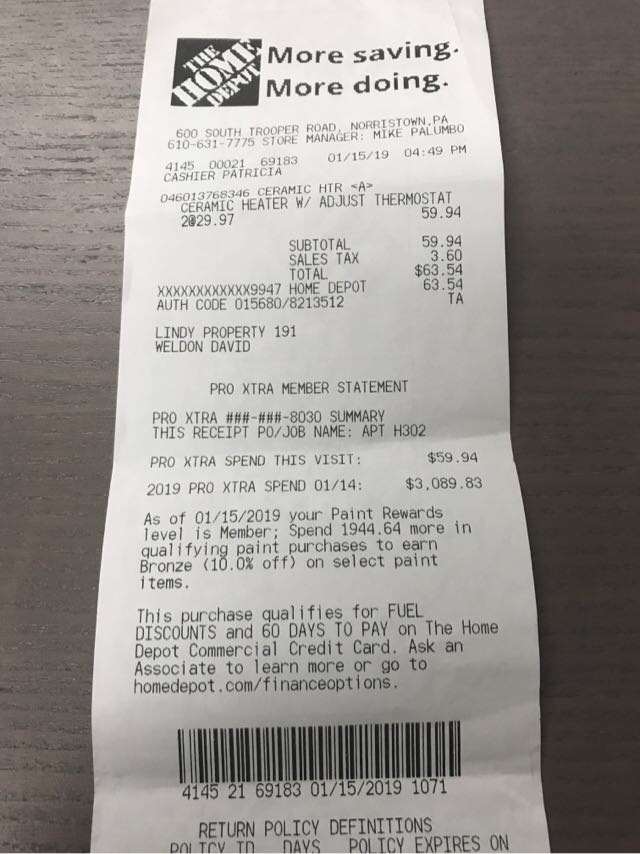 THE HOME DEPOT
More saving.
More doing.
600 SOUTH TROOPER ROAD, NORRISTOWN,PA
610-631-7775 STORE MANAGER: MIKE PALUMBO
4145 00021 69183 01/15/19 04:49 PM
CASHIER PATRICIA
046013768346 CERAMIC HTR <A>
CERAMIC HEATER W/ ADJUST THERMOSTAT
2@29.97 59.94
SUBTOTAL 59.94
SALES TAX 3.60
TOTAL $63.54
XXXXXXXXXXXX9947 HOME DEPOT 63.54
AUTH CODE 015680/8213512 TA
LINDY PROPERTY 191
WELDON DAVID
PRO XTRA MEMBER STATEMENT
PRO XTRA ###-###-8030 SUMMARY
THIS RECEIPT PO/JOB NAME: APT H302
PRO XTRA SPEND THIS VISIT: $59.94
2019 PRO XTRA SPEND 01/14: $3,089.83
As of 01/15/2019 your Paint Rewards
level is Member; Spend 1944.64 more in
qualifying paint purchases to earn
Bronze (10.0% off) on select paint
items.
This purchase qualifies for FUEL
DISCOUNTS and 60 DAYS TO PAY on The Home
Depot Commercial Credit Card. Ask an
Associate to learn more or go to
homedepot.com/financeoptions.
4145 21 69183 01/15/2019 1071
RETURN POLICY DEFINITIONS
POLICY ID DAYS POLICY EXPIRES ON